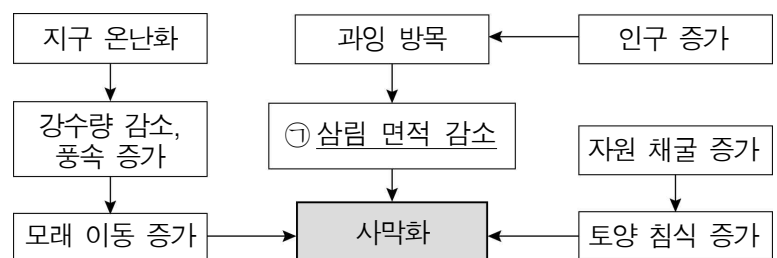 지구 온난화
과잉 방목
인구 증가
강수량 감소,
풍속 증가
㉠ 삼림 면적 감소
자원 채굴 증가
모래 이동 증가
사막화
토양 침식 증가